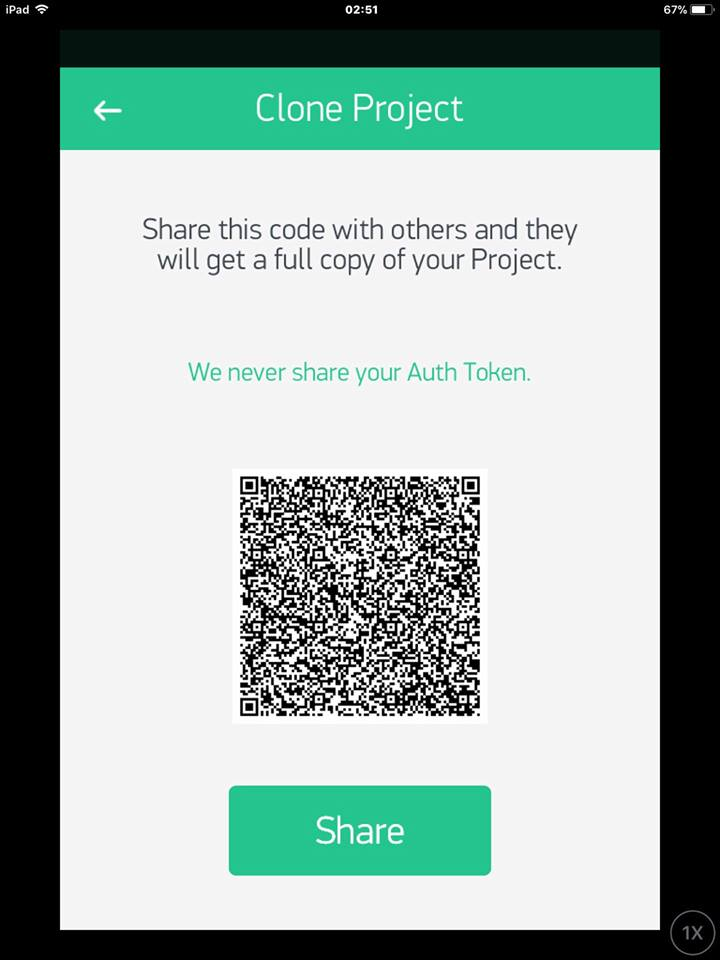 iPad 02:51 67%
Clone Project
Share this code with others and they
will get a full copy of your Project.
We never share your Auth Token.
Share
1X